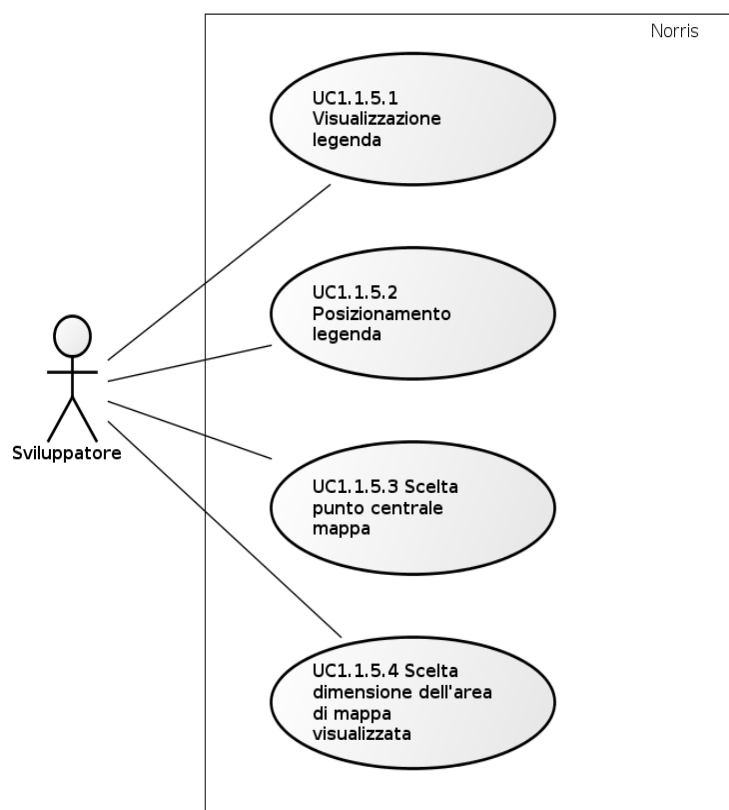 Norris
UC1.1.5.1
Visualizzazione
legenda
UC1.1.5.2
Posizionamento
legenda
Sviluppatore
UC1.1.5.3 Scelta
punto centrale
mappa
UC1.1.5.4 Scelta
dimensione dell'area
di mappa
visualizzata